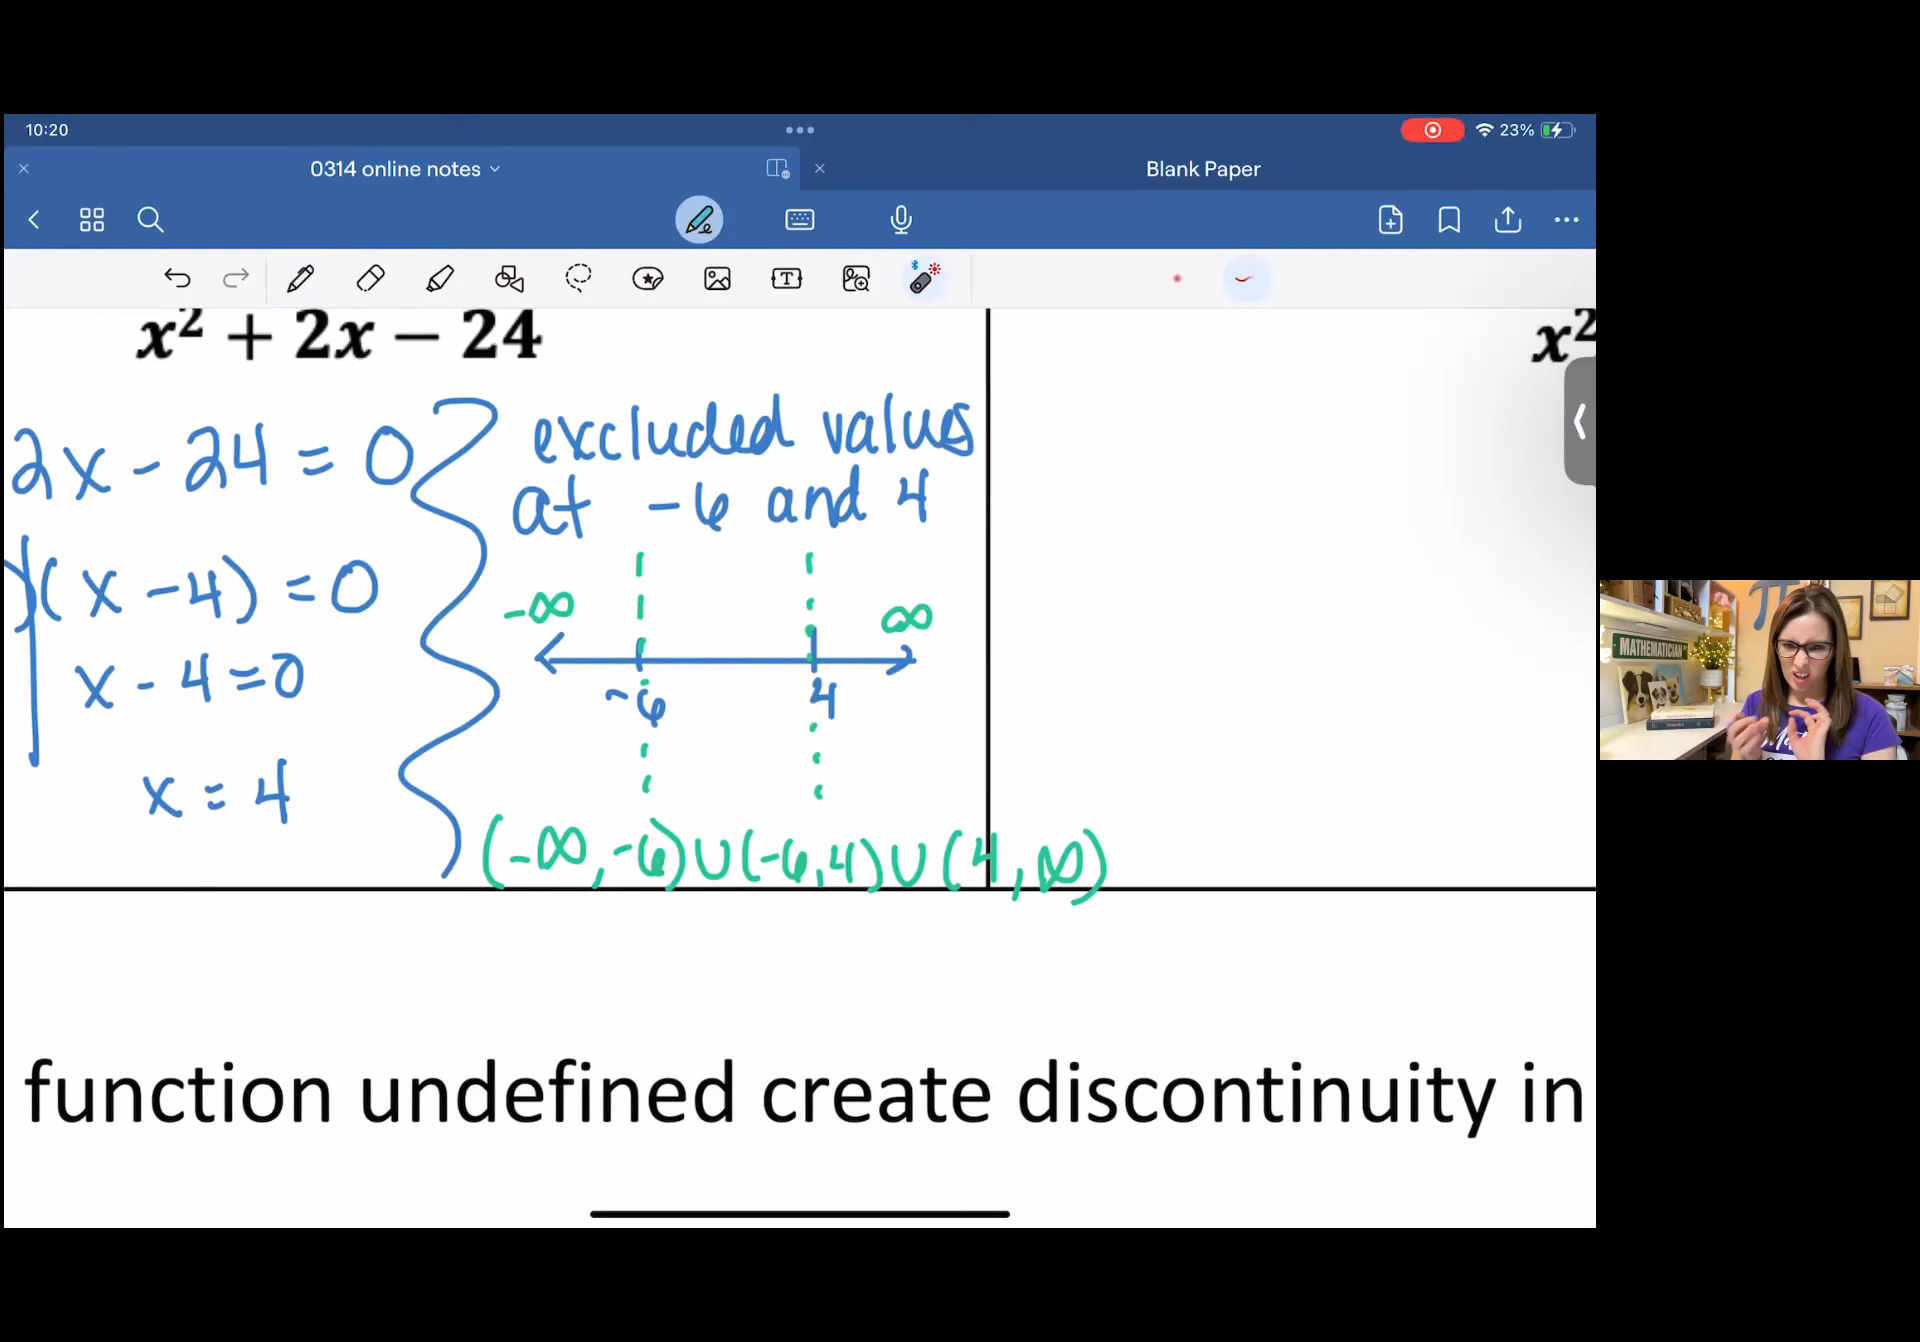 10:20
23%
0314 online notes
Blank Paper
x² + 2x − 24
x²
2x - 24 = 0
)(x - 4) = 0
x - 4 = 0
x = 4
excluded values
at -6 and 4
-∞ ∞
-6 4
(-∞, -6) ∪ (-6, 4) ∪ (4, ∞)
function undefined create discontinuity in
MATHEMATICIAN